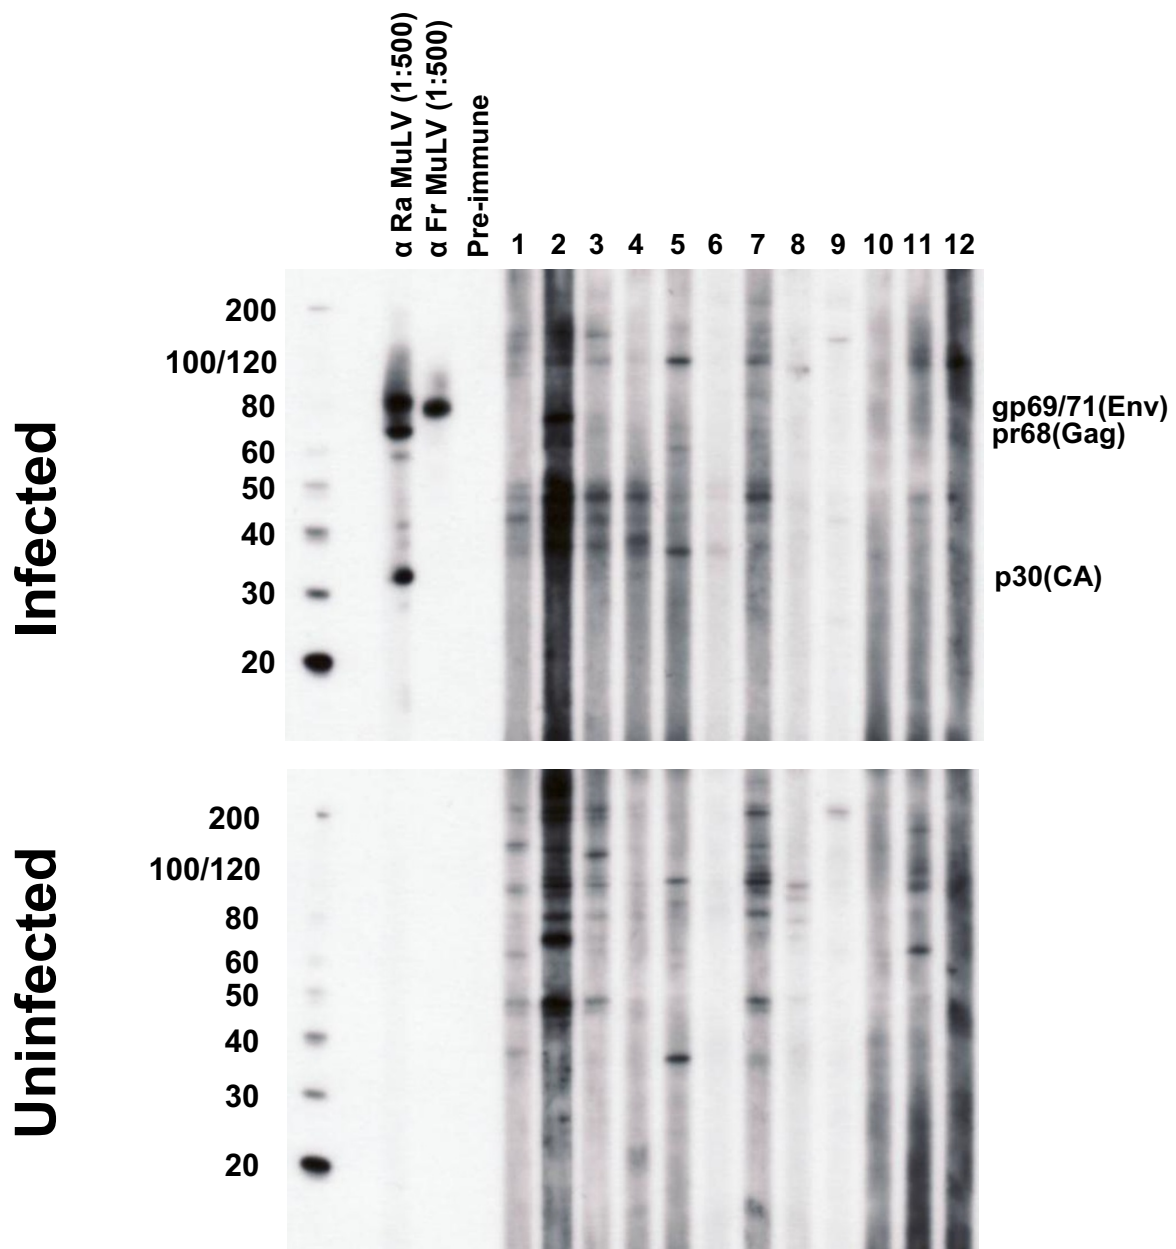 α Ra MuLV (1:500)
α Fr MuLV (1:500)
Pre-immune
1 2 3 4 5 6 7 8 9 10 11 12
Infected
200
100/120
80
60
50
40
30
20
gp69/71(Env)
pr68(Gag)
p30(CA)
Uninfected
200
100/120
80
60
50
40
30
20